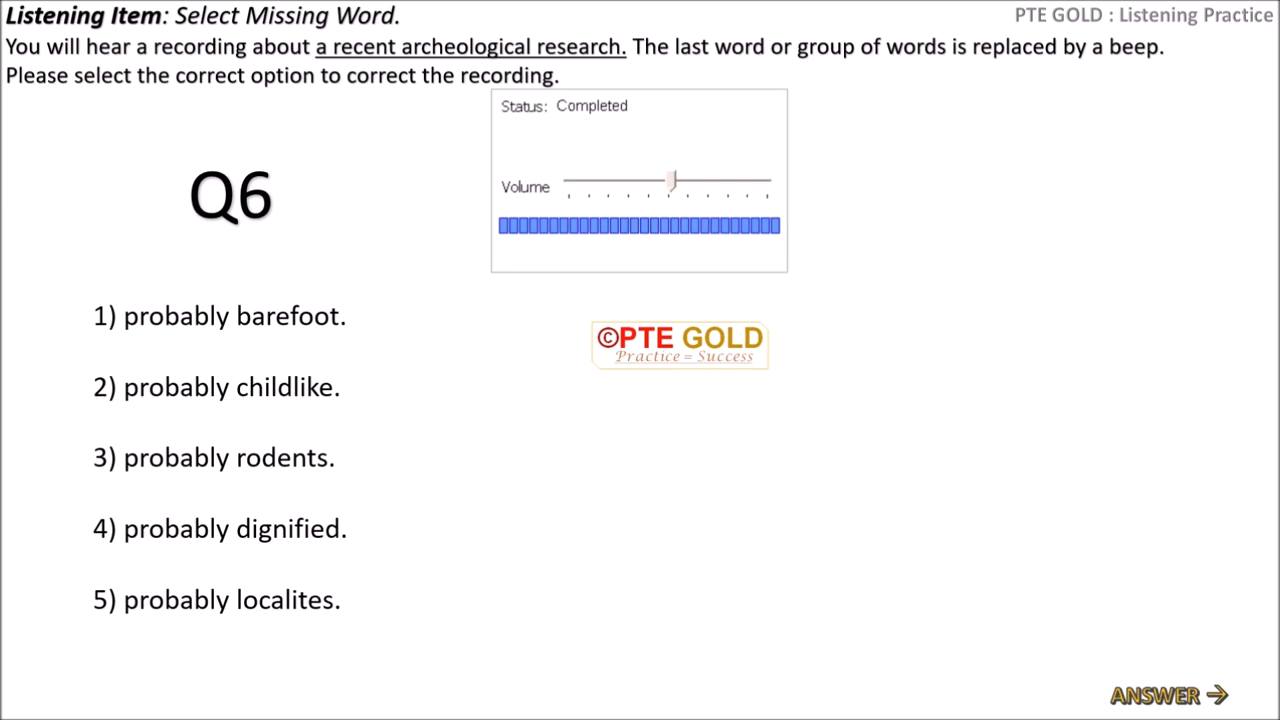 Listening Item: Select Missing Word.
PTE GOLD : Listening Practice
You will hear a recording about a recent archeological research. The last word or group of words is replaced by a beep.
Please select the correct option to correct the recording.
Status: Completed
Volume
Q6
1) probably barefoot.
©PTE GOLD
Practice = Success
2) probably childlike.
3) probably rodents.
4) probably dignified.
5) probably localites.
ANSWER →